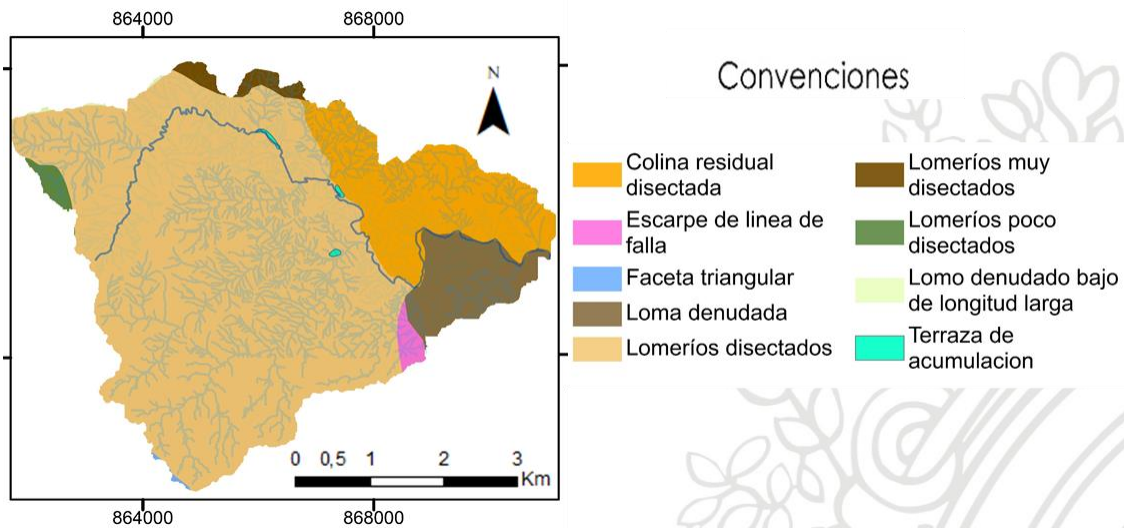 864000 868000
N
0 0,5 1 2 3
Km
864000 868000
Convenciones
Colina residual
disectada
Escarpe de linea de
falla
Faceta triangular
Loma denudada
Lomeríos disectados
Lomeríos muy
disectados
Lomeríos poco
disectados
Lomo denudado bajo
de longitud larga
Terraza de
acumulacion